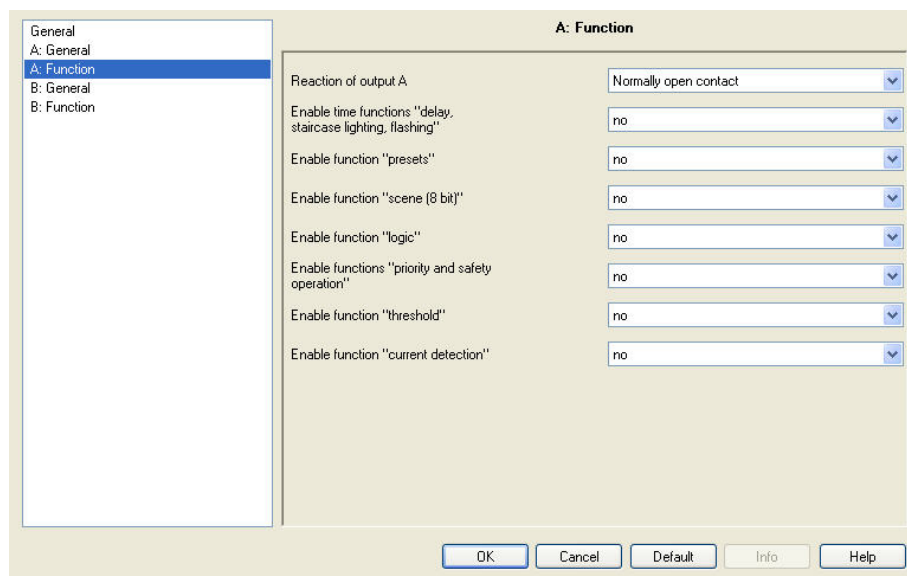 General
A: General
A: Function
B: General
B: Function
A: Function
Reaction of output A
Normally open contact
Enable time functions "delay,
staircase lighting, flashing"
no
Enable function "presets"
no
Enable function "scene (8 bit)"
no
Enable function "logic"
no
Enable functions "priority and safety
operation"
no
Enable function "threshold"
no
Enable function "current detection"
no
OK
Cancel
Default
Info
Help